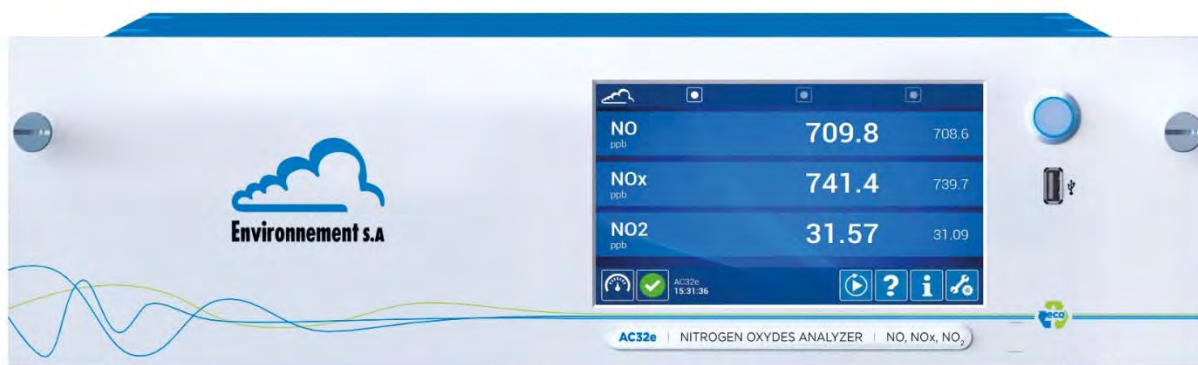 Environnement S.A
NO 709.8 708.6
ppb
NOx 741.4 739.7
ppb
NO2 31.57 31.09
ppb
AC32e
15:31:36
? i
eco
AC32e | NITROGEN OXYDES ANALYZER | NO, NOx, NO₂